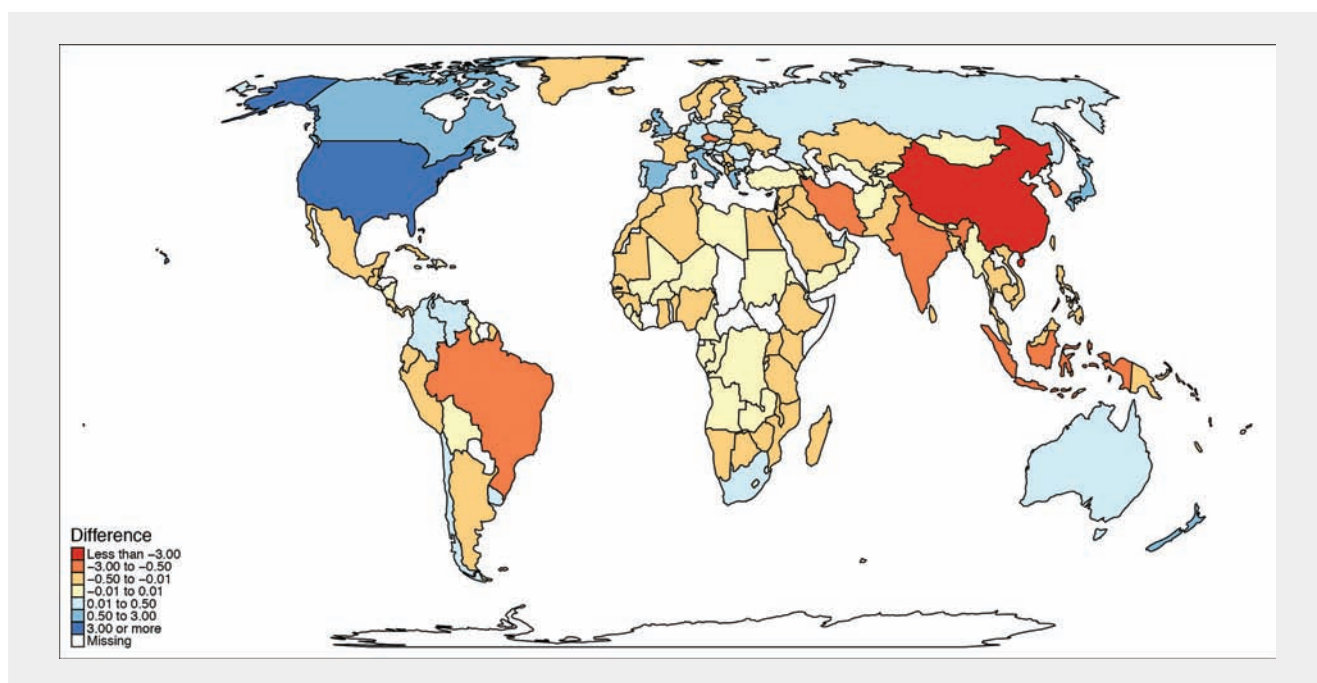 Difference
Less than −3.00
−3.00 to −0.50
−0.50 to −0.01
−0.01 to 0.01
0.01 to 0.50
0.50 to 3.00
3.00 or more
Missing